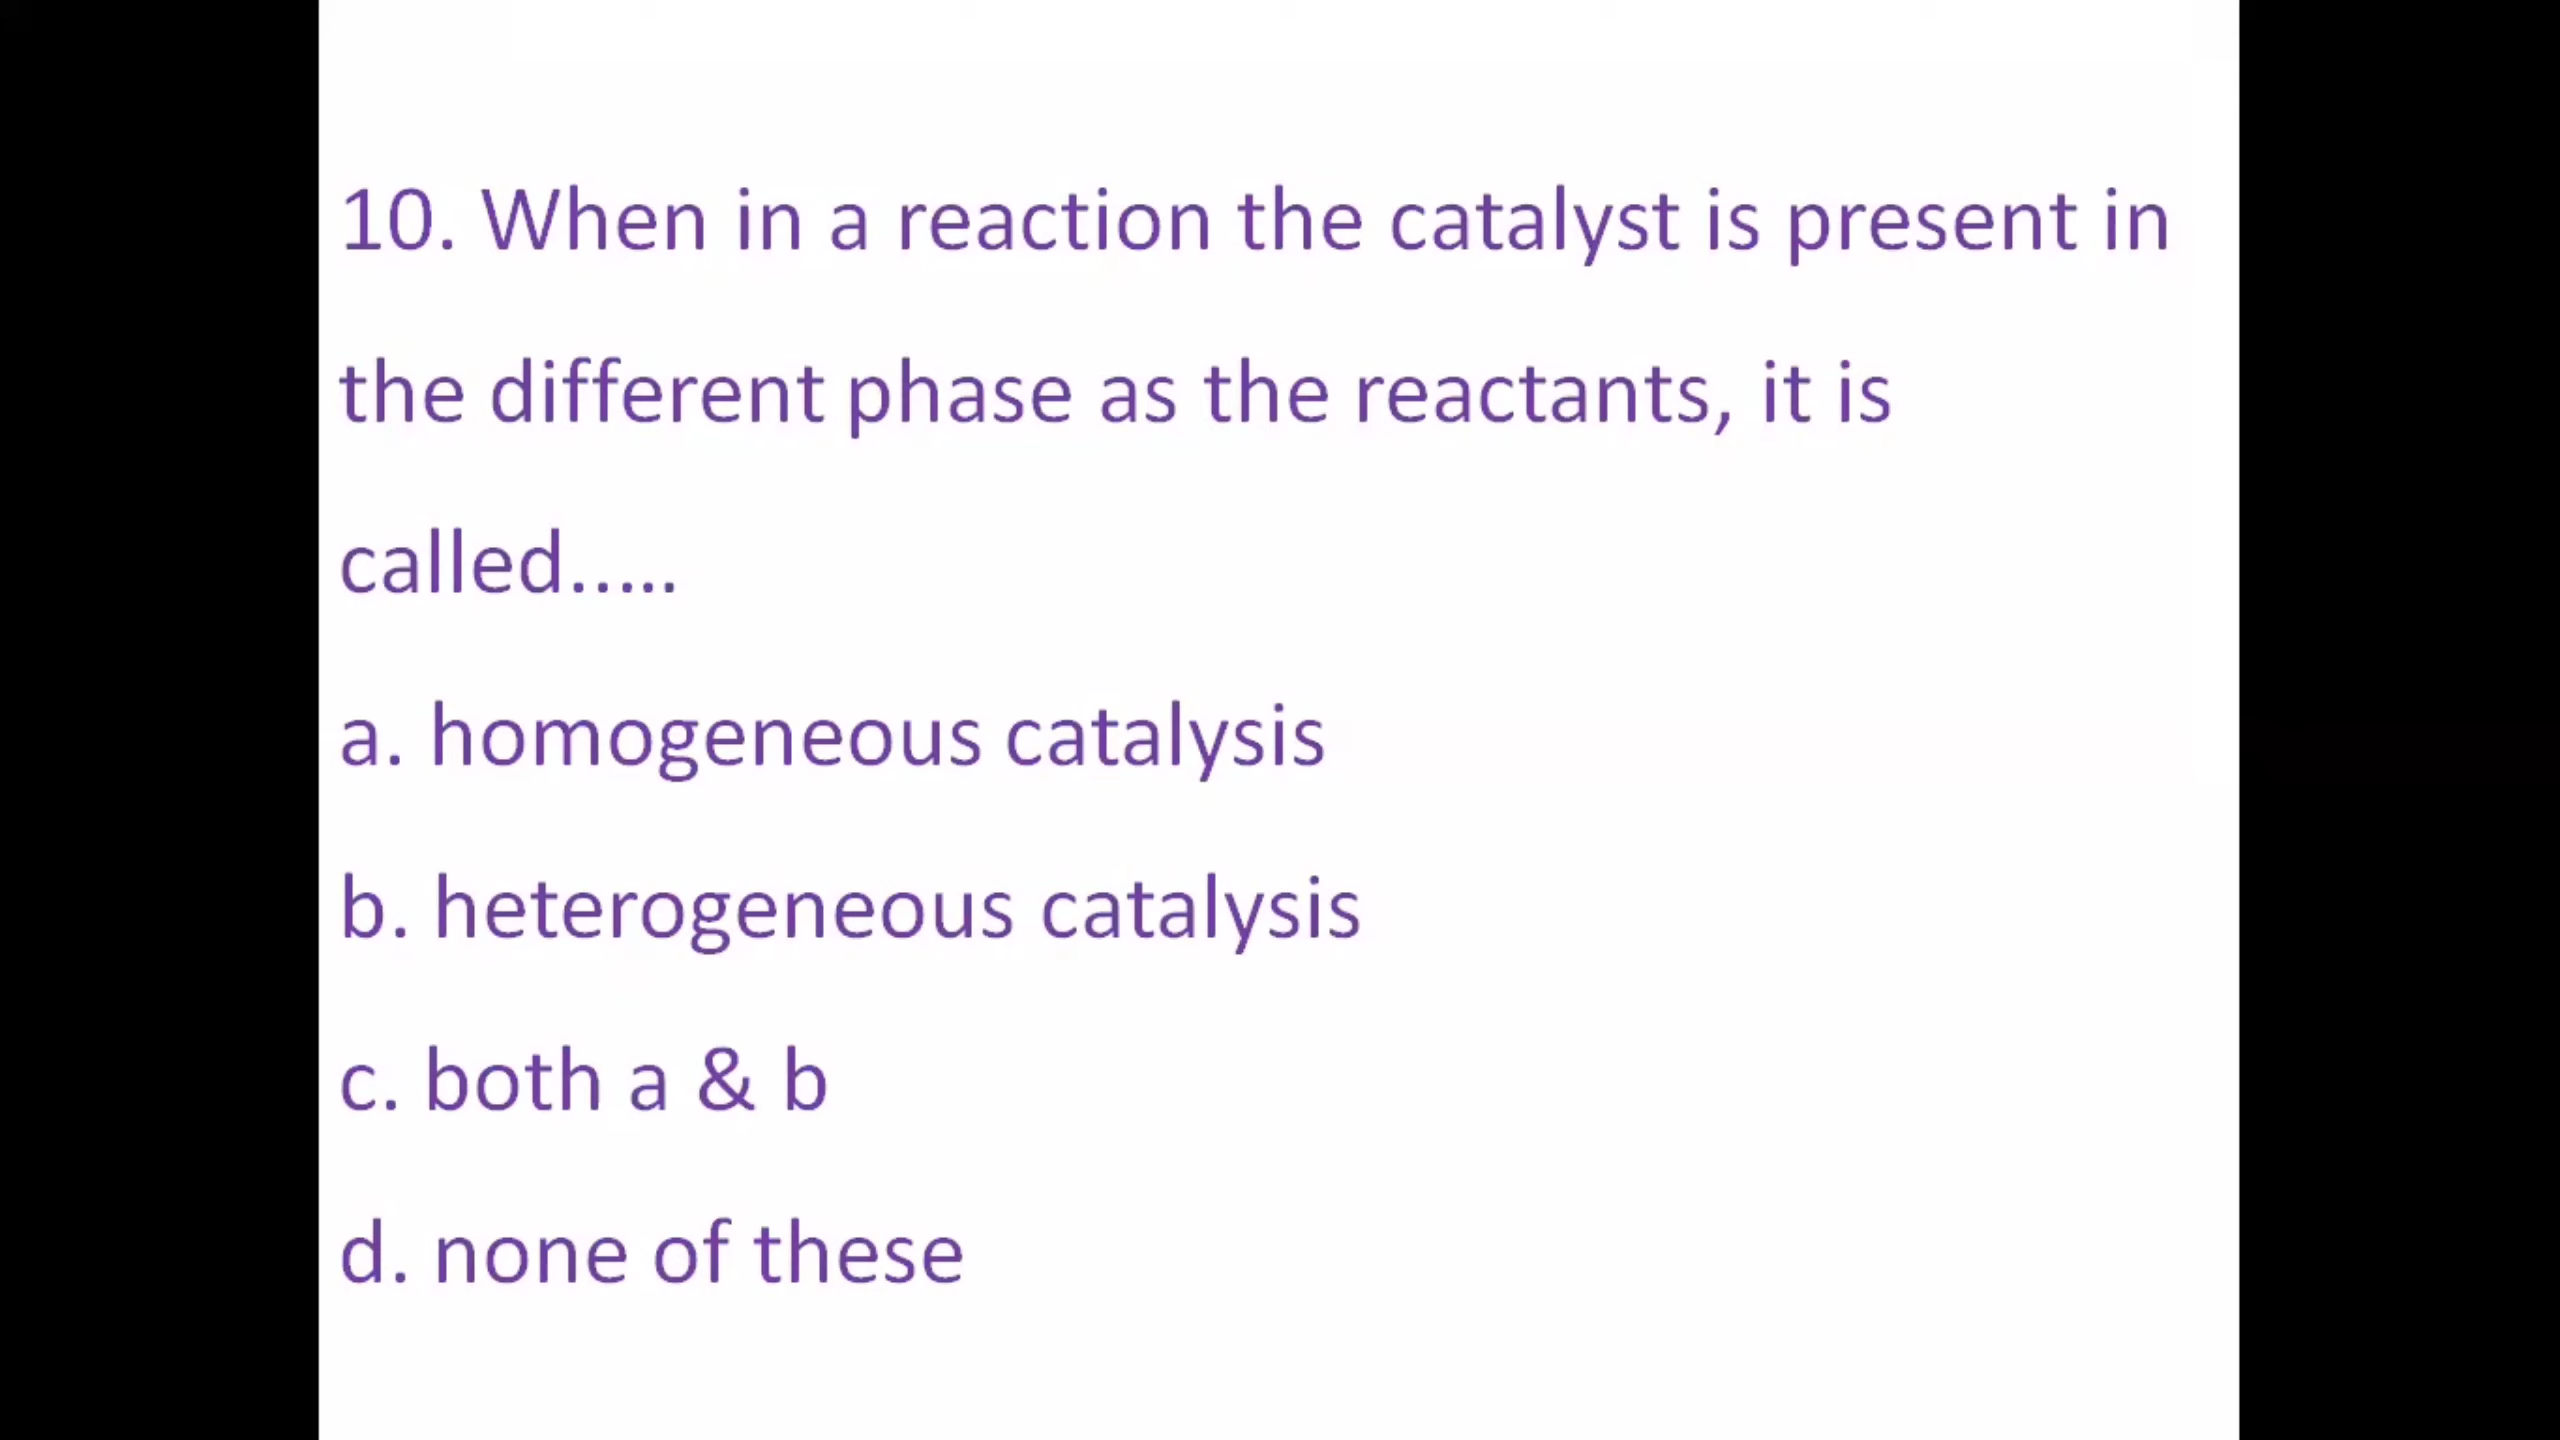 10. When in a reaction the catalyst is present in
the different phase as the reactants, it is
called.....
a. homogeneous catalysis
b. heterogeneous catalysis
c. both a & b
d. none of these